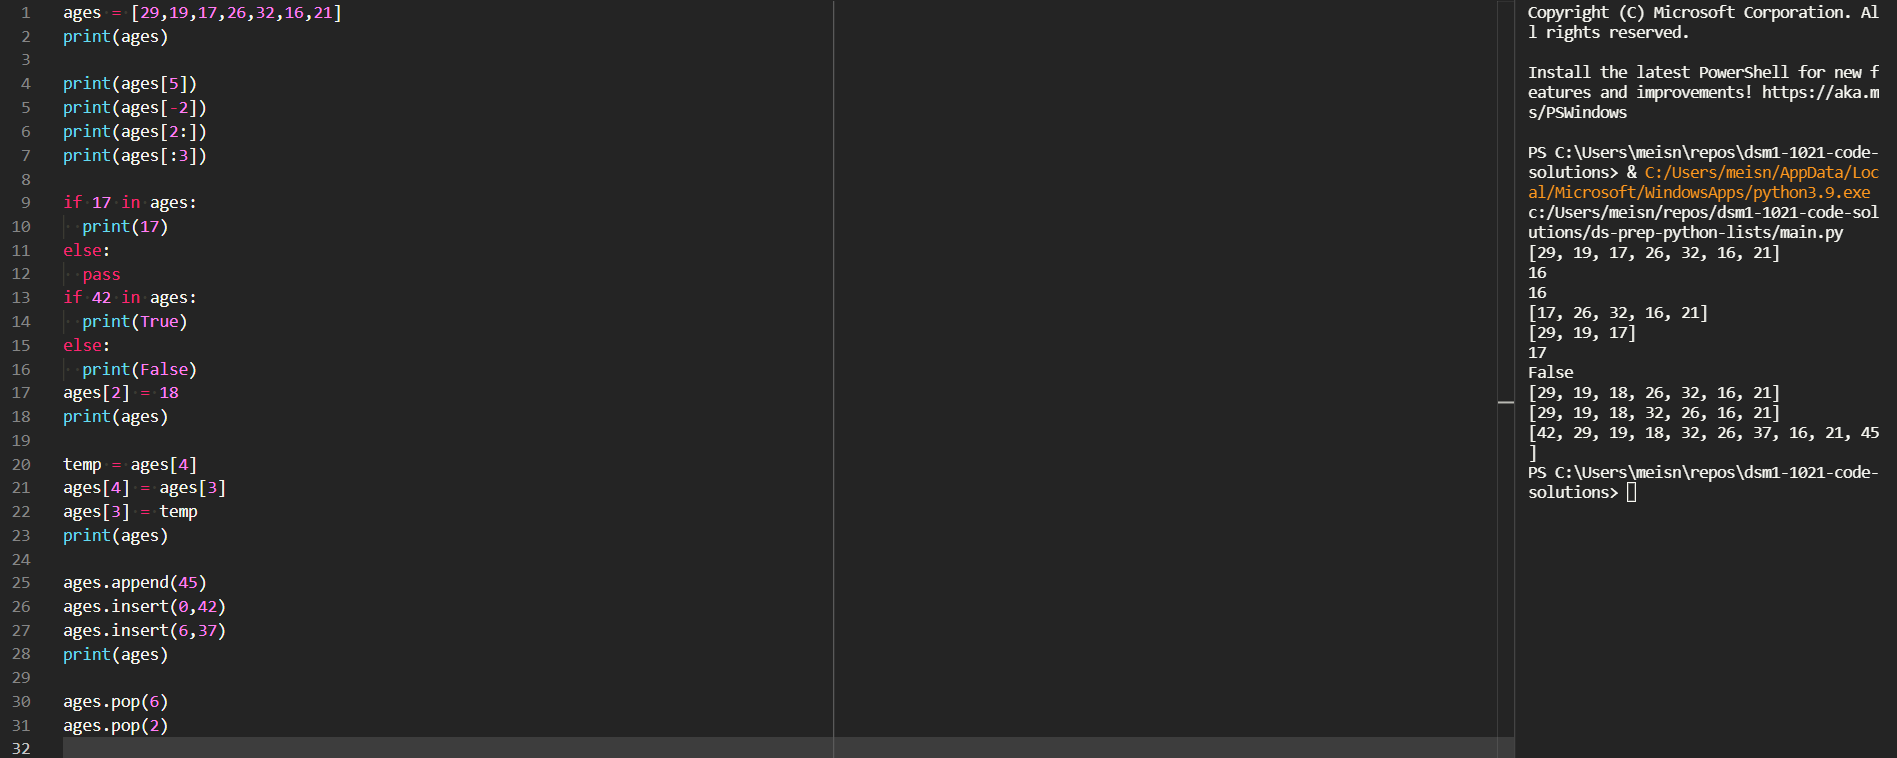 1 ages = [29,19,17,26,32,16,21]
2 print(ages)
3
4 print(ages[5])
5 print(ages[-2])
6 print(ages[2:])
7 print(ages[:3])
8
9 if 17 in ages:
10   print(17)
11 else:
12   pass
13 if 42 in ages:
14   print(True)
15 else:
16   print(False)
17 ages[2] = 18
18 print(ages)
19
20 temp = ages[4]
21 ages[4] = ages[3]
22 ages[3] = temp
23 print(ages)
24
25 ages.append(45)
26 ages.insert(0,42)
27 ages.insert(6,37)
28 print(ages)
29
30 ages.pop(6)
31 ages.pop(2)
32
Copyright (C) Microsoft Corporation. Al
l rights reserved.

Install the latest PowerShell for new f
eatures and improvements! https://aka.m
s/PSWindows

PS C:\Users\meisn\repos\dsm1-1021-code-
solutions> & C:/Users/meisn/AppData/Loc
al/Microsoft/WindowsApps/python3.9.exe
c:/Users/meisn/repos/dsm1-1021-code-sol
utions/ds-prep-python-lists/main.py
[29, 19, 17, 26, 32, 16, 21]
16
16
[17, 26, 32, 16, 21]
[29, 19, 17]
17
False
[29, 19, 18, 26, 32, 16, 21]
[29, 19, 18, 32, 26, 16, 21]
[42, 29, 19, 18, 32, 26, 37, 16, 21, 45
]
PS C:\Users\meisn\repos\dsm1-1021-code-
solutions>